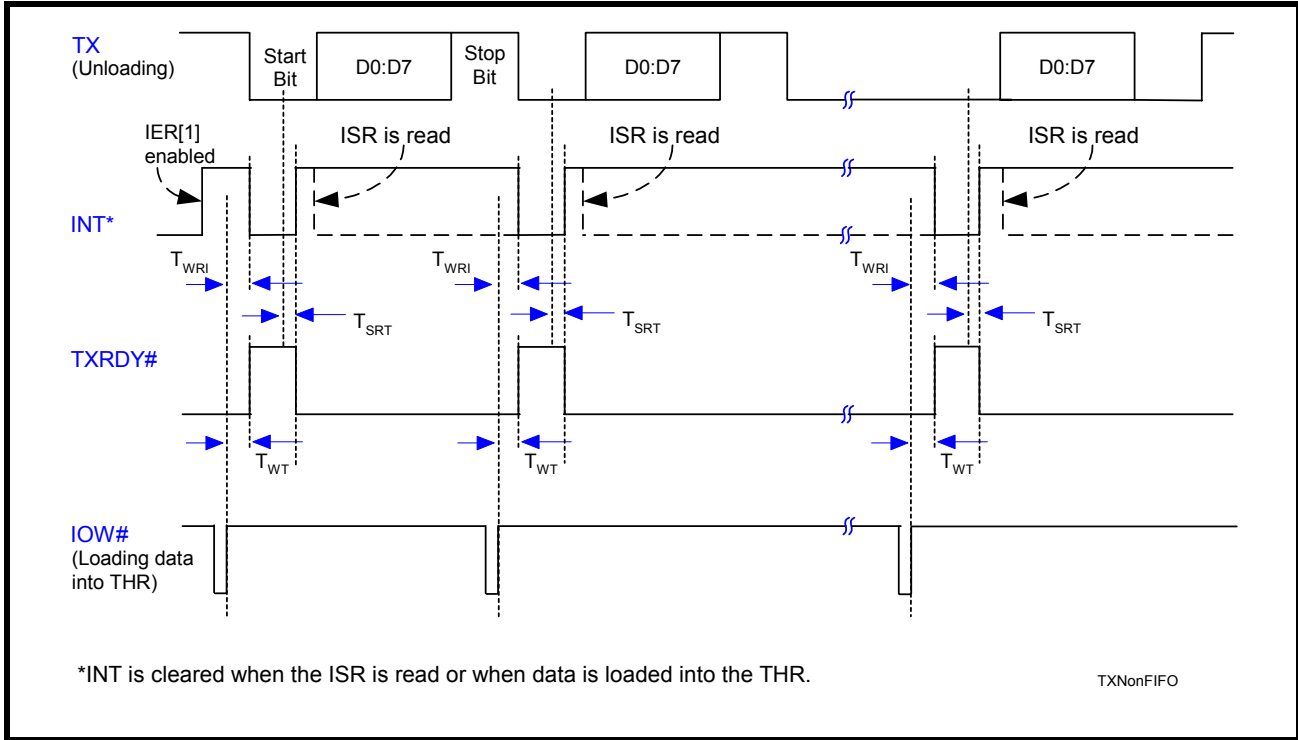 TX
(Unloading)
Start
Bit
D0:D7
Stop
Bit
D0:D7
D0:D7
IER[1]
enabled
ISR is read
ISR is read
ISR is read
INT*
TWRI
TWRI
TWRI
TSRT
TSRT
TSRT
TXRDY#
TWT
TWT
TWT
IOW#
(Loading data
into THR)
*INT is cleared when the ISR is read or when data is loaded into the THR.
TXNonFIFO